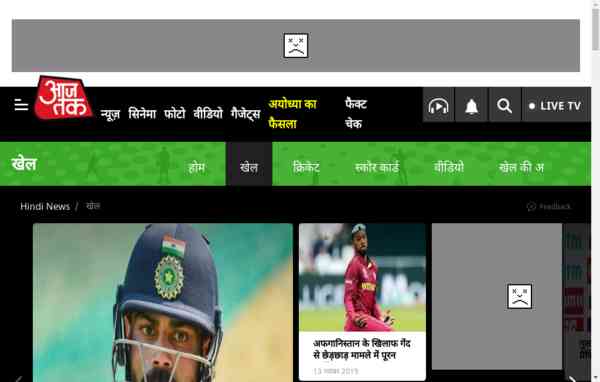 आज
तक
न्यूज़ सिनेमा फोटो वीडियो गैजेट्स
अयोध्या का
फैसला
फैक्ट
चेक
LIVE TV
खेल
होम खेल क्रिकेट स्कोर कार्ड वीडियो खेल की अ
Hindi News / खेल
Feedback
अफगानिस्तान के खिलाफ गेंद
से छेड़छाड़ मामले में पूरन
13 नवंबर 2019